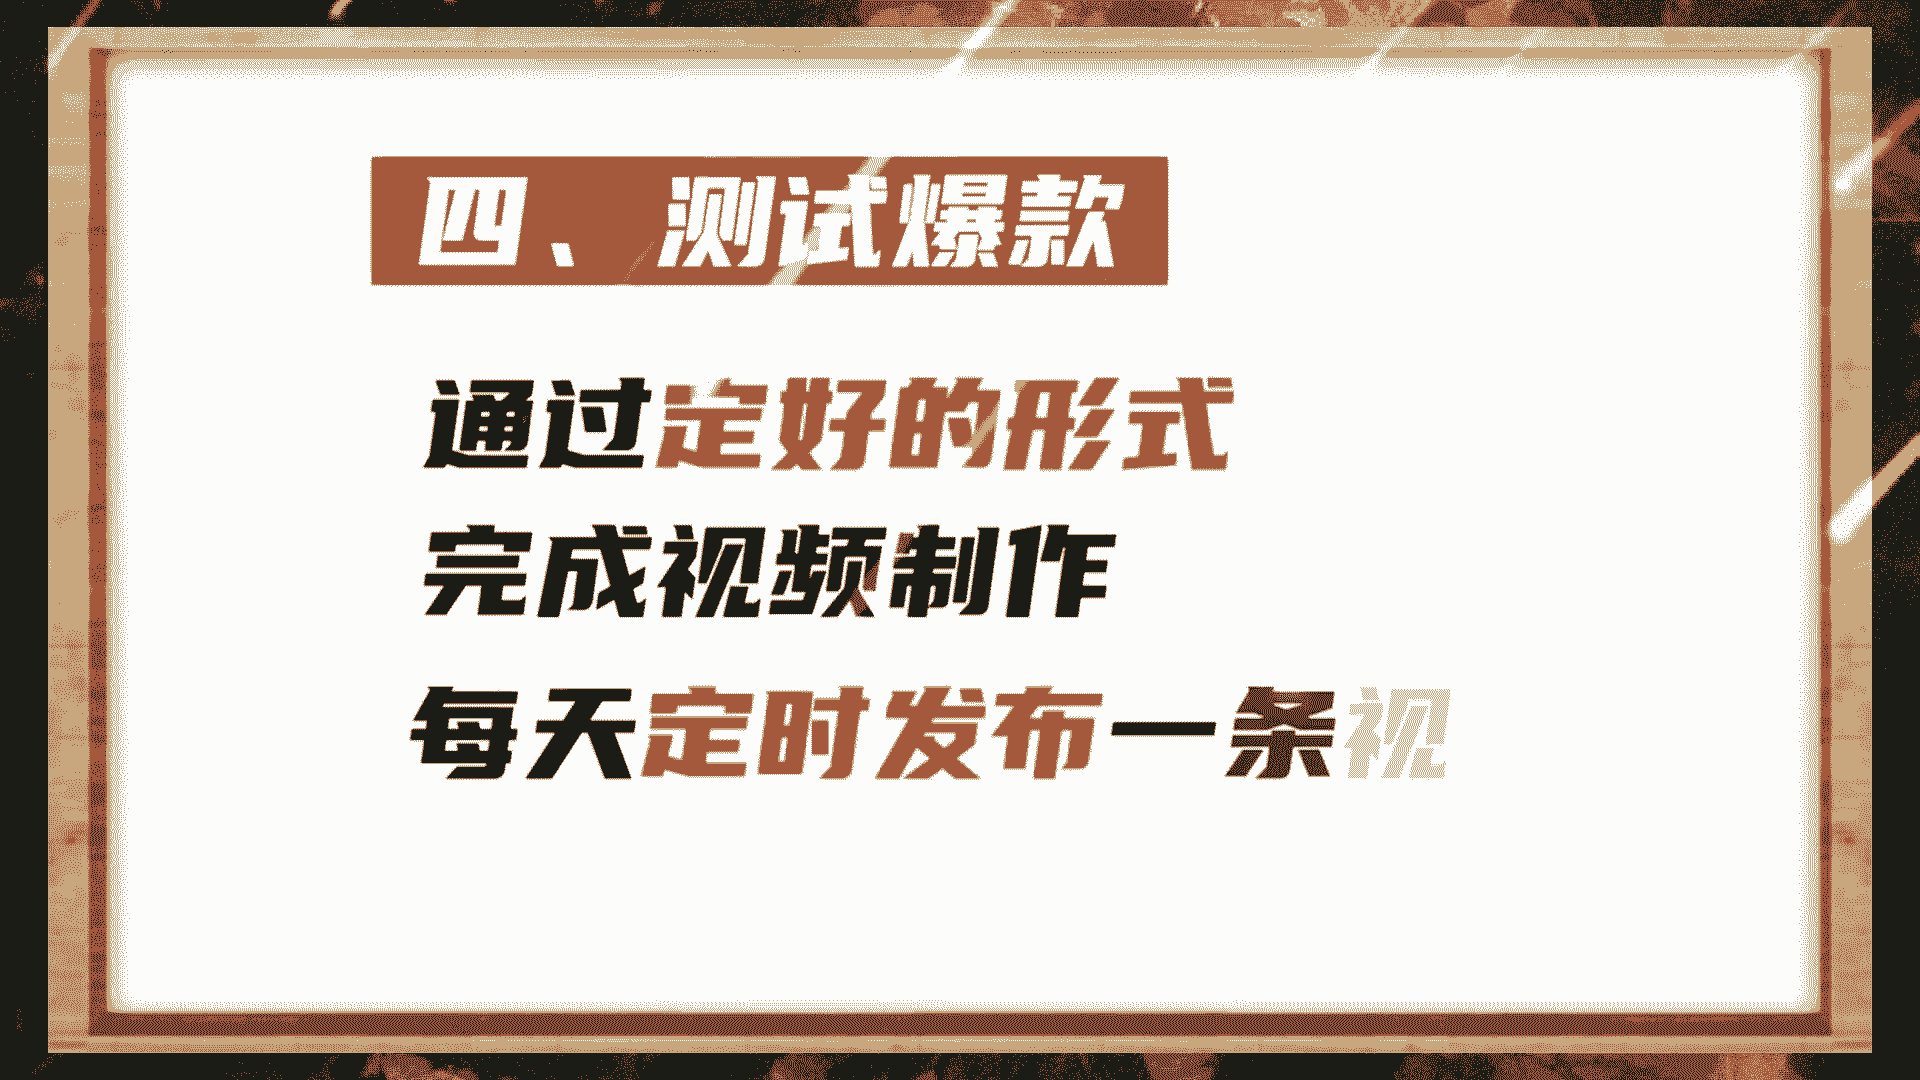 四、测试爆款
通过定好的形式
完成视频制作
每天定时发布一条视